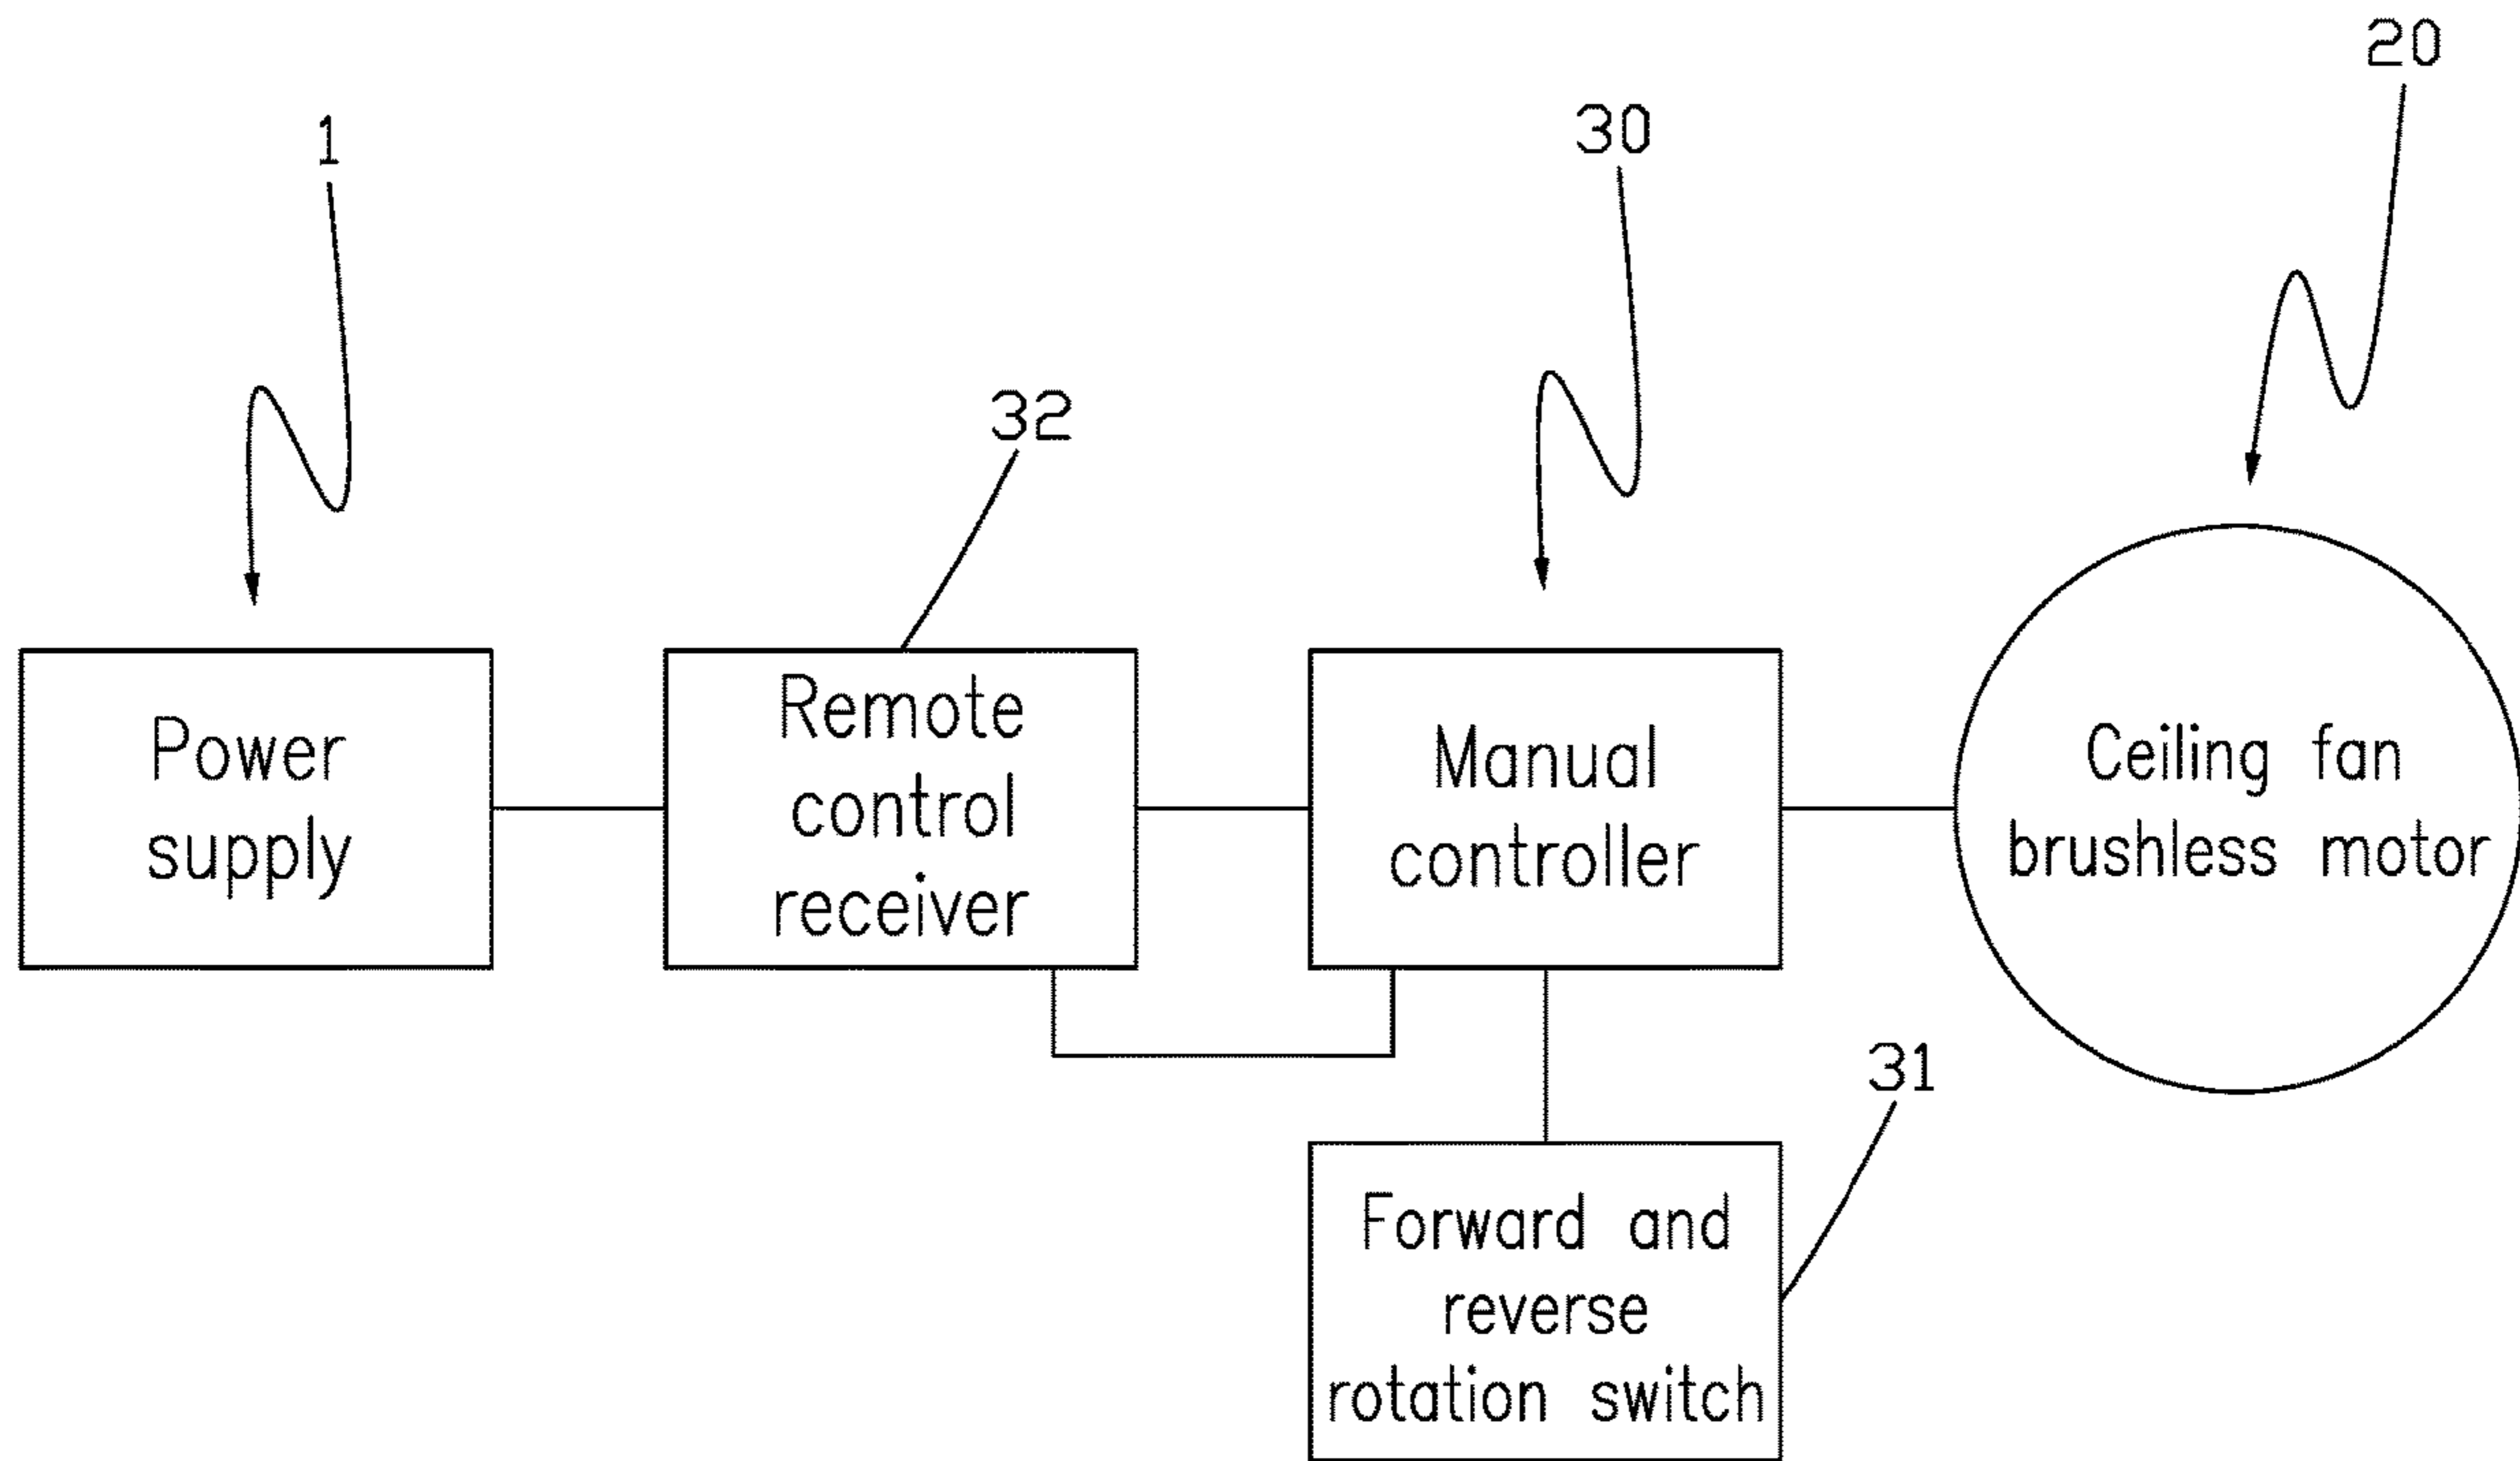 20
1
30
32
Power
supply
Remote
control
receiver
Manual
controller
Ceiling fan
brushless motor
31
Forward and
reverse
rotation switch